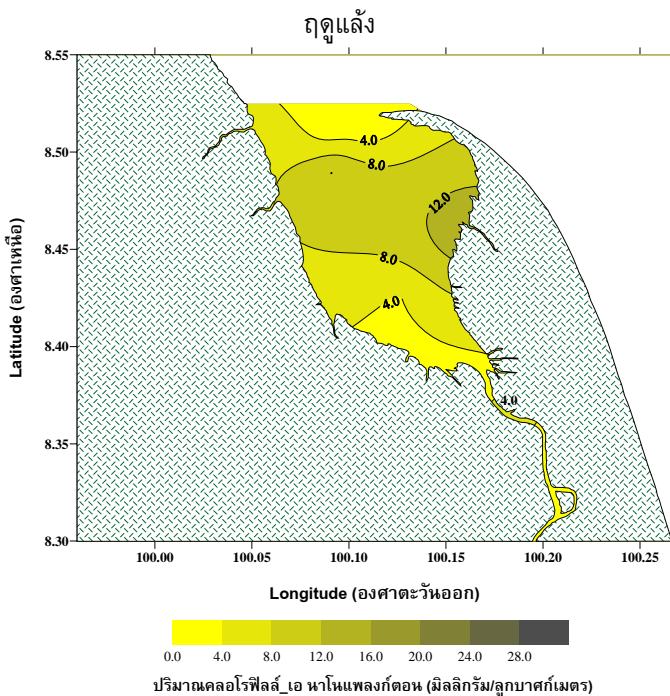 ฤดูแล้ง
8.55
8.50
8.45
8.40
8.35
8.30
Latitude (องศาเหนือ)
4.0
8.0
12.0
8.0
4.0
4.0
100.00 100.05 100.10 100.15 100.20 100.25
Longitude (องศาตะวันออก)
0.0 4.0 8.0 12.0 16.0 20.0 24.0 28.0
ปริมาณคลอโรฟิลล์_เอ นาโนแพลงก์ตอน (มิลลิกรัม/ลูกบาศก์เมตร)